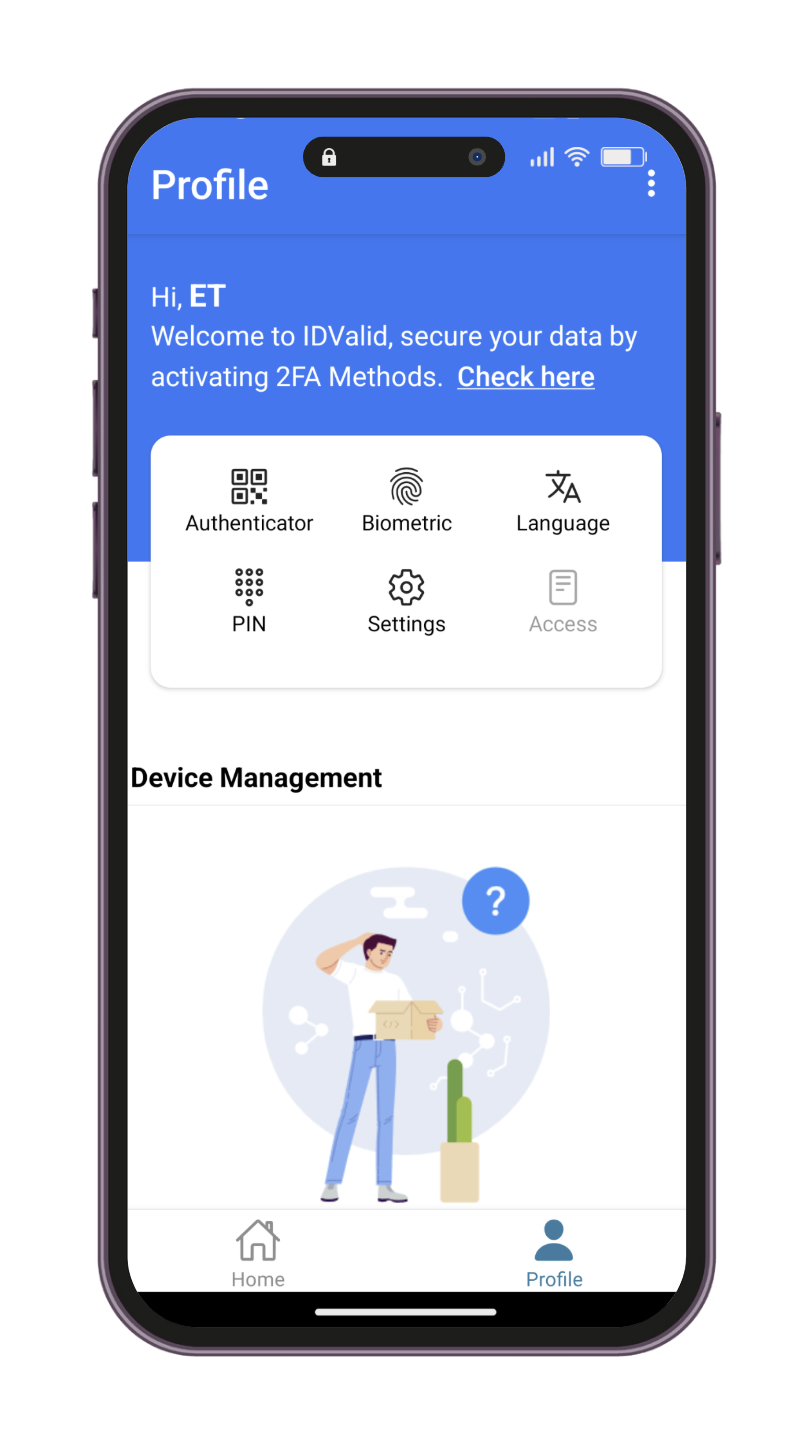 Profile
Hi, ET
Welcome to IDValid, secure your data by
activating 2FA Methods. Check here
Authenticator Biometric Language
PIN Settings Access
Device Management
?
</>
Home Profile